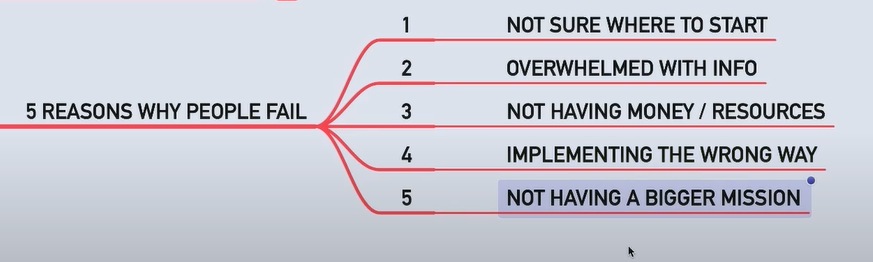 5 REASONS WHY PEOPLE FAIL
1 NOT SURE WHERE TO START
2 OVERWHELMED WITH INFO
3 NOT HAVING MONEY / RESOURCES
4 IMPLEMENTING THE WRONG WAY
5 NOT HAVING A BIGGER MISSION